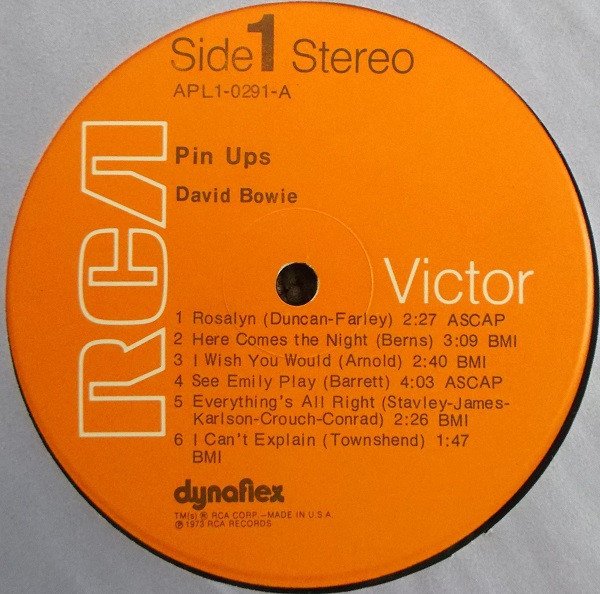 Side 1 Stereo
APL1-0291-A
Pin Ups
David Bowie
RCA
Victor
1 Rosalyn (Duncan-Farley) 2:27 ASCAP
2 Here Comes the Night (Berns) 3:09 BMI
3 I Wish You Would (Arnold) 2:40 BMI
4 See Emily Play (Barrett) 4:03 ASCAP
5 Everything's All Right (Stavley-James-
Karlson-Crouch-Conrad) 2:26 BMI
6 I Can't Explain (Townshend) 1:47
BMI
dynaflex
TM(s) ® RCA CORP.—MADE IN U.S.A.
℗ 1973 RCA RECORDS